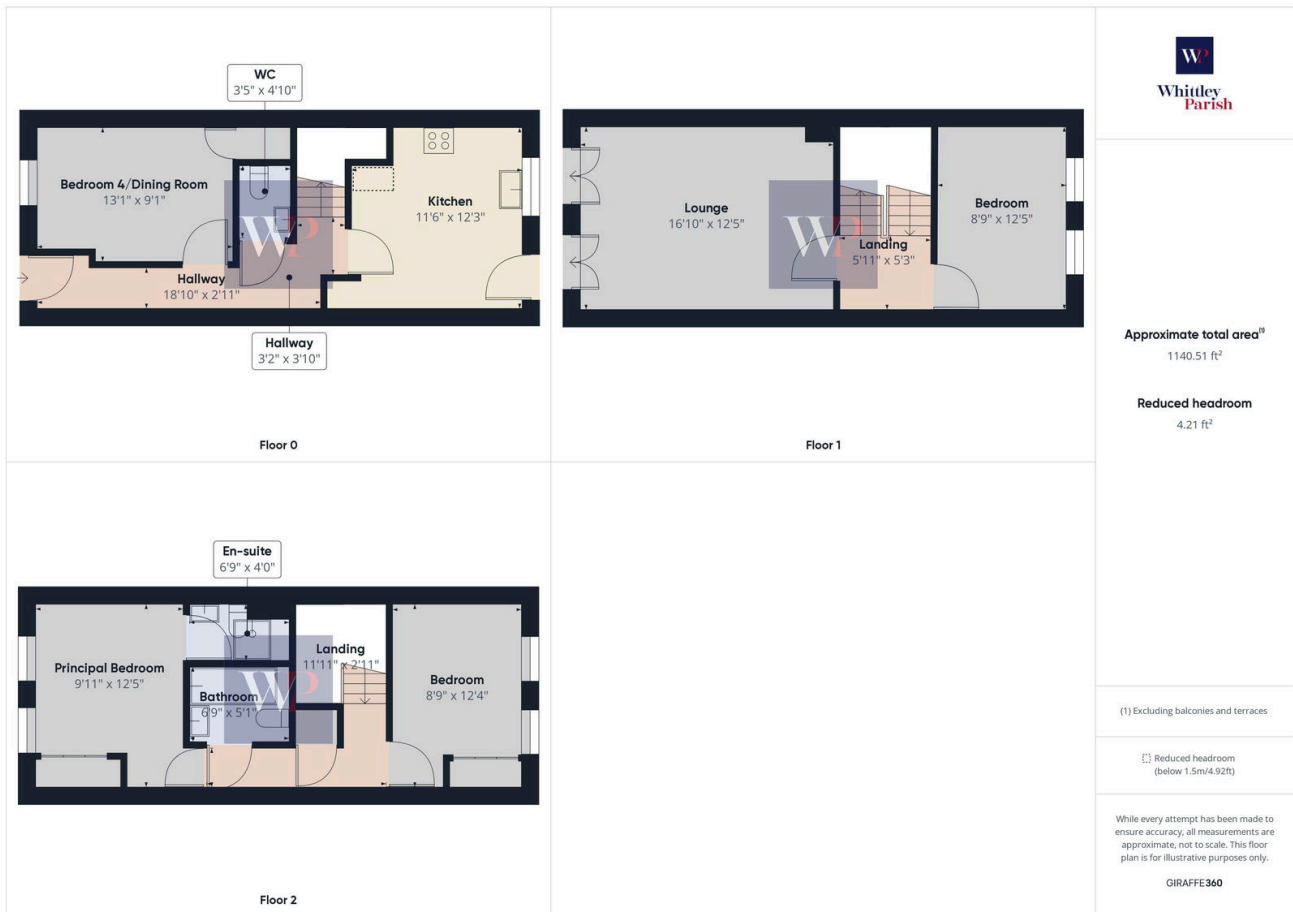 WC
3'5" x 4'10"
Bedroom 4/Dining Room
13'1" x 9'1"
Kitchen
11'6" x 12'3"
WP
Hallway
18'10" x 2'11"
Hallway
3'2" x 3'10"
Floor 0
Lounge
16'10" x 12'5"
WP
Landing
5'11" x 5'3"
Bedroom
8'9" x 12'5"
Floor 1
En-suite
6'9" x 4'0"
Principal Bedroom
9'11" x 12'5"
Landing
11'11" x 2'11"
Bathroom
6'9" x 5'1"
WP
Bedroom
8'9" x 12'4"
Floor 2
WP
Whittley
Parish
Approximate total area(1)
1140.51 ft²
Reduced headroom
4.21 ft²
(1) Excluding balconies and terraces
Reduced headroom
(below 1.5m/4.92ft)
While every attempt has been made to
ensure accuracy, all measurements are
approximate, not to scale. This floor
plan is for illustrative purposes only.
GIRAFFE360